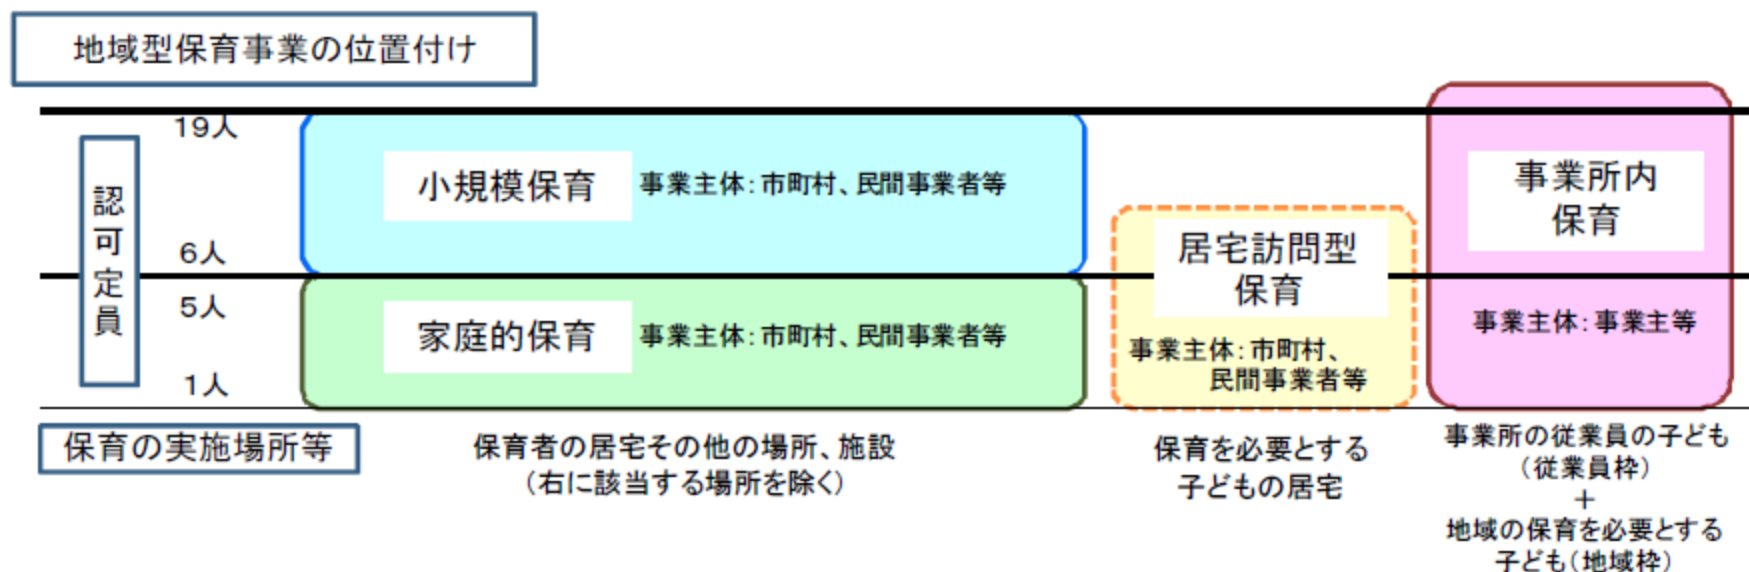 地域型保育事業の位置付け
認可定員
19人
6人
5人
1人
小規模保育
事業主体：市町村、民間事業者等
家庭的保育
事業主体：市町村、民間事業者等
居宅訪問型
保育
事業主体：市町村、
民間事業者等
事業所内
保育
事業主体：事業主等
保育の実施場所等
保育者の居宅その他の場所、施設
（右に該当する場所を除く）
保育を必要とする
子どもの居宅
事業所の従業員の子ども
（従業員枠）
＋
地域の保育を必要とする
子ども（地域枠）